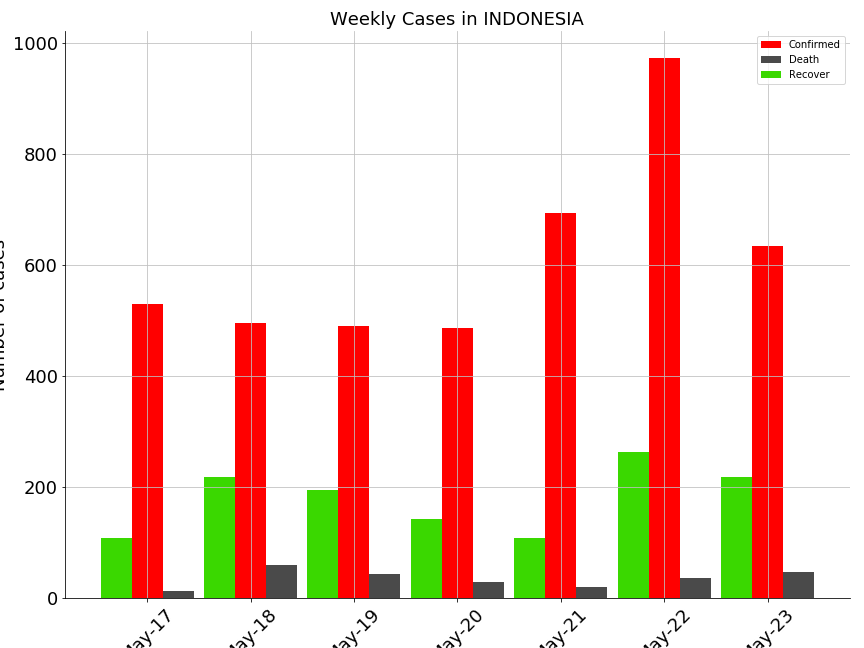 Weekly Cases in INDONESIA
Confirmed
Death
Recover
1000
800
600
400
200
0
Number of cases
May-17
May-18
May-19
May-20
May-21
May-22
May-23